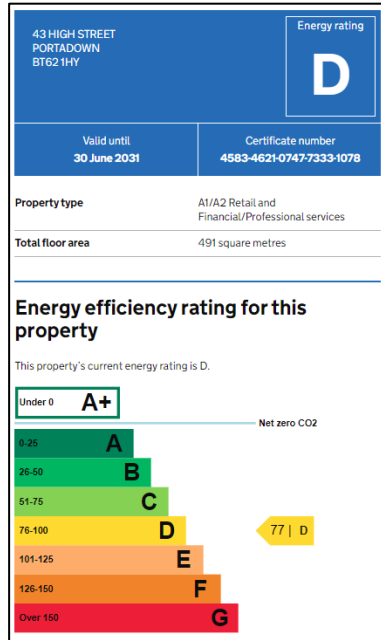 43 HIGH STREET
PORTADOWN
BT62 1HY
Energy rating
D
Valid until
30 June 2031
Certificate number
4583-4621-0747-7333-1078
Property type
A1/A2 Retail and
Financial/Professional services
Total floor area
491 square metres
Energy efficiency rating for this
property
This property's current energy rating is D.
Under 0 A+
Net zero CO2
0-25 A
26-50 B
51-75 C
76-100 D
77 | D
101-125 E
126-150 F
Over 150 G